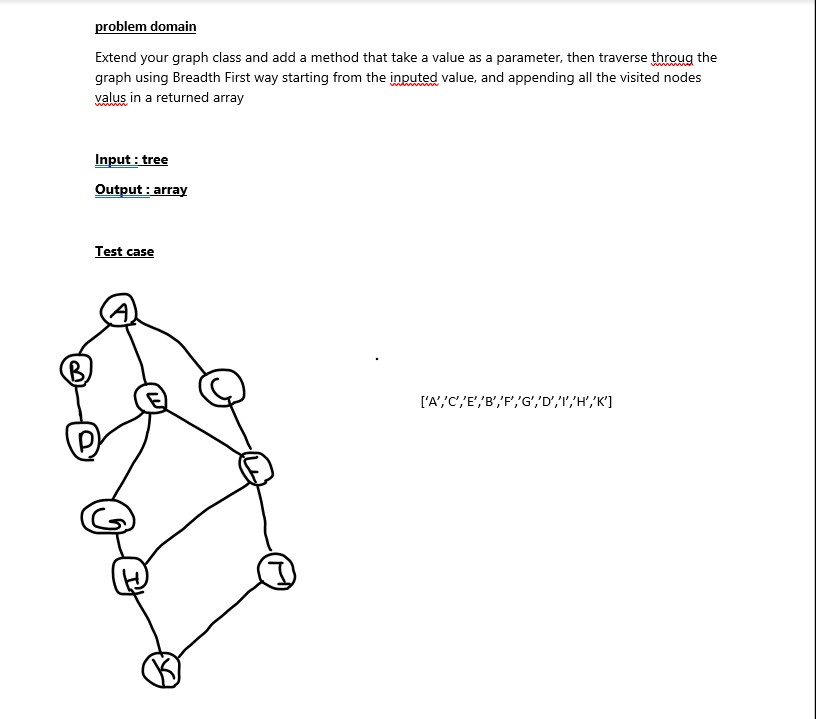 problem domain
Extend your graph class and add a method that take a value as a parameter, then traverse throug the
graph using Breadth First way starting from the inputed value, and appending all the visited nodes
valus in a returned array
Input : tree
Output : array
Test case
A
B
E
C
['A','C','E','B','F','G','D','I','H','K']
D
F
G
H
I
K